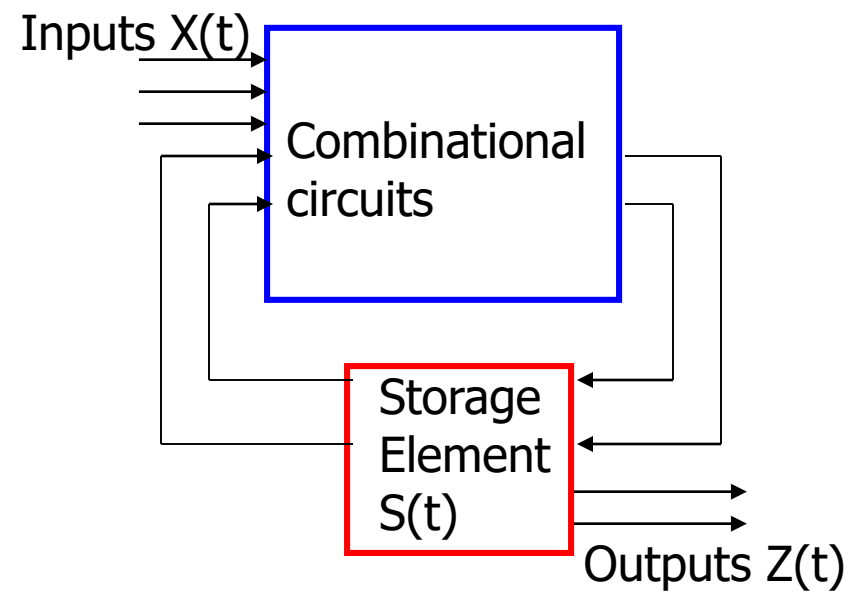 Inputs X(t)
Combinational
circuits
Storage
Element
S(t)
Outputs Z(t)